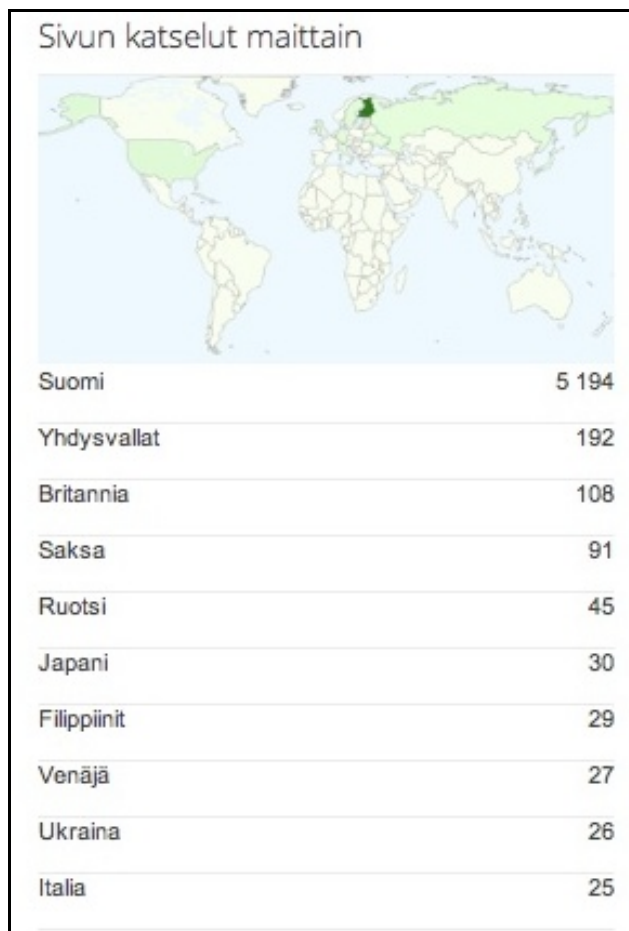 Sivun katselut maittain
Suomi 5 194
Yhdysvallat 192
Britannia 108
Saksa 91
Ruotsi 45
Japani 30
Filippiinit 29
Venäjä 27
Ukraina 26
Italia 25